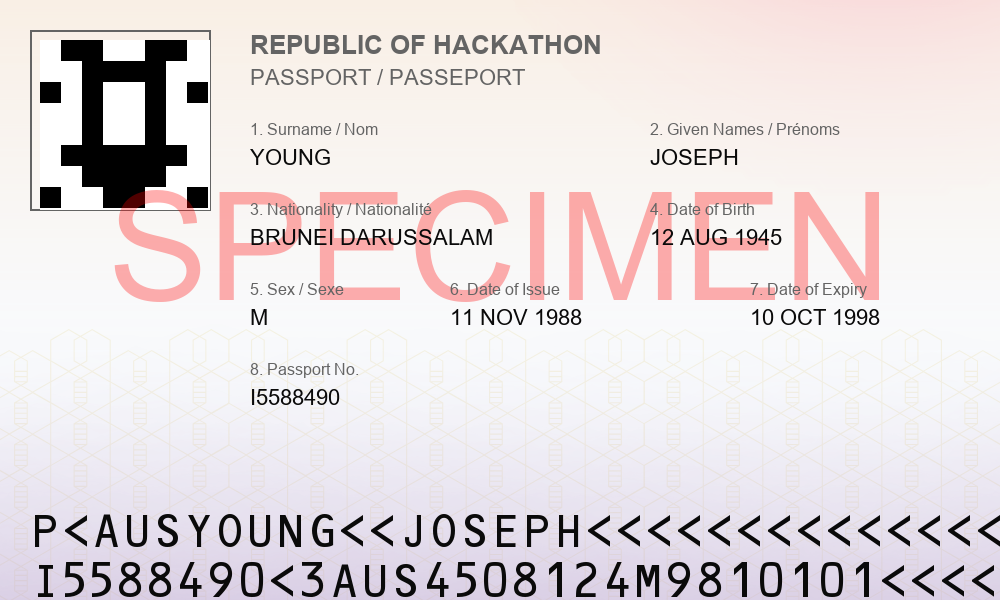 REPUBLIC OF HACKATHON
PASSPORT / PASSEPORT
1. Surname / Nom
2. Given Names / Prénoms
YOUNG
JOSEPH
SPECIMEN
3. Nationality / Nationalité
4. Date of Birth
BRUNEI DARUSSALAM
12 AUG 1945
5. Sex / Sexe
6. Date of Issue
7. Date of Expiry
M
11 NOV 1988
10 OCT 1998
8. Passport No.
I5588490
P<AUSYOUNG<<JOSEPH<<<<<<<<<<<<<<
I5588490<3AUS4508124M9810101<<<<